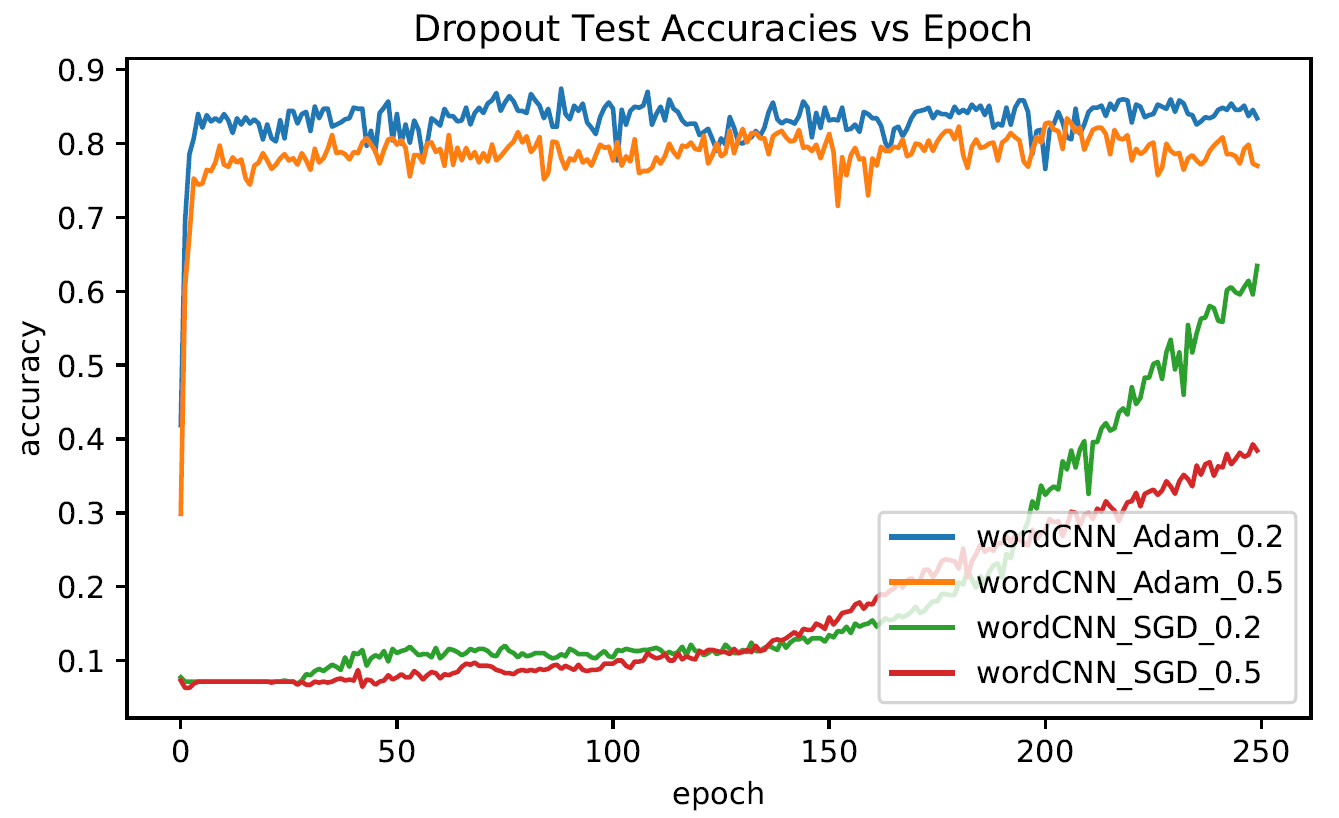 Dropout Test Accuracies vs Epoch
0.9
0.8
0.7
0.6
0.5
0.4
0.3
0.2
0.1
accuracy
wordCNN_Adam_0.2
wordCNN_Adam_0.5
wordCNN_SGD_0.2
wordCNN_SGD_0.5
0 50 100 150 200 250
epoch